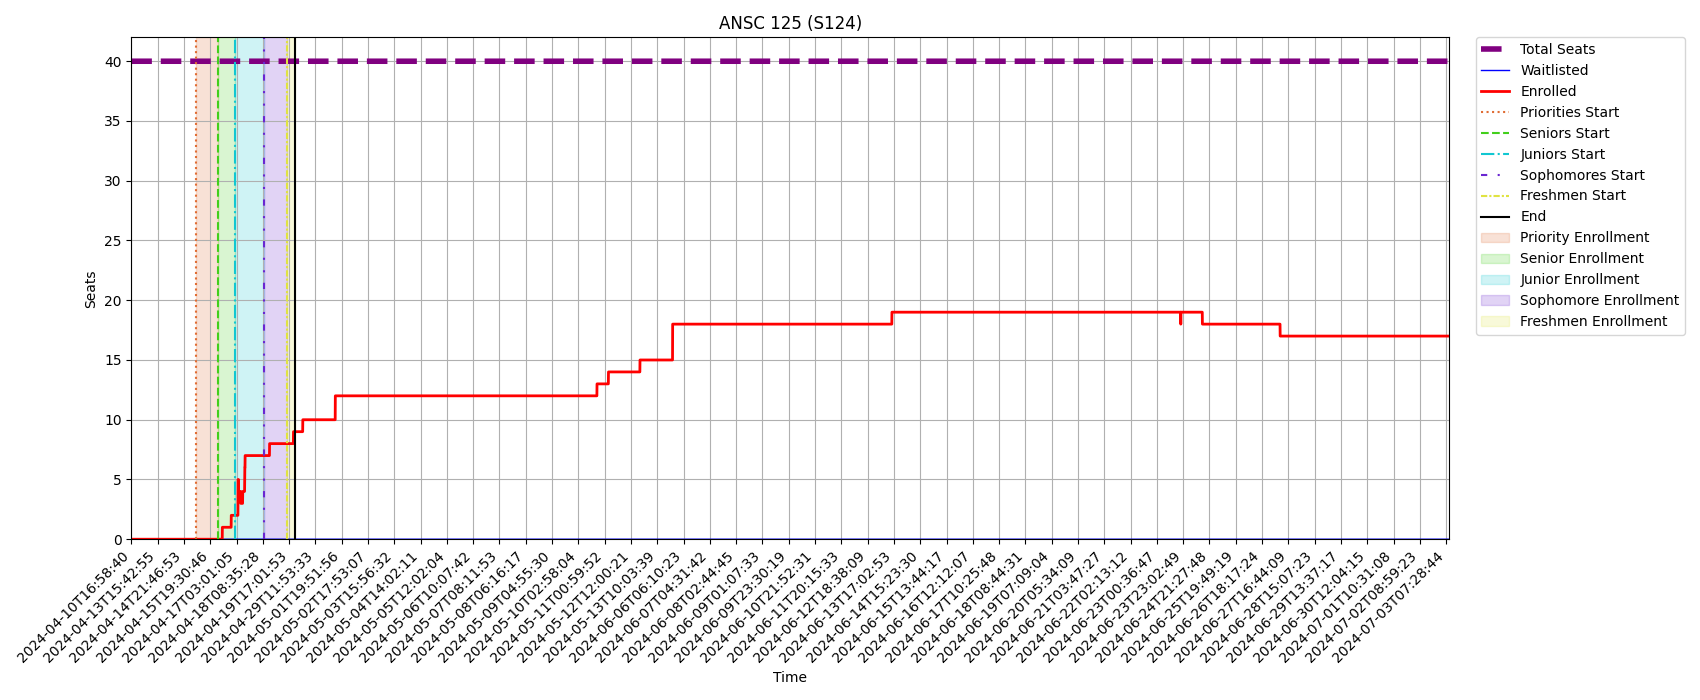 ANSC 125 (S124)
Seats
40
35
30
25
20
15
10
5
0
2024-04-10T16:58:40
2024-04-13T15:42:55
2024-04-14T21:46:53
2024-04-15T19:30:46
2024-04-17T03:01:05
2024-04-18T08:35:28
2024-04-19T17:01:53
2024-04-29T11:53:33
2024-05-01T19:51:56
2024-05-02T17:53:07
2024-05-03T15:56:32
2024-05-04T14:02:11
2024-05-05T12:02:04
2024-05-06T10:07:42
2024-05-07T08:11:53
2024-05-08T06:16:17
2024-05-09T04:55:30
2024-05-10T02:58:04
2024-05-11T00:59:52
2024-05-12T12:00:21
2024-05-13T10:03:39
2024-06-06T06:10:23
2024-06-07T04:31:42
2024-06-08T02:44:45
2024-06-09T01:07:33
2024-06-09T23:30:19
2024-06-10T21:52:31
2024-06-11T20:15:33
2024-06-12T18:38:09
2024-06-13T17:02:53
2024-06-14T15:23:30
2024-06-15T13:44:17
2024-06-16T12:12:07
2024-06-17T10:25:48
2024-06-18T08:44:31
2024-06-19T07:09:04
2024-06-20T05:34:09
2024-06-21T03:47:27
2024-06-22T02:13:12
2024-06-23T00:36:47
2024-06-23T23:02:49
2024-06-24T21:27:48
2024-06-25T19:49:19
2024-06-26T18:17:24
2024-06-27T16:44:09
2024-06-28T15:07:23
2024-06-29T13:37:17
2024-06-30T12:04:15
2024-07-01T10:31:08
2024-07-02T08:59:23
2024-07-03T07:28:44
Time
Total Seats
Waitlisted
Enrolled
Priorities Start
Seniors Start
Juniors Start
Sophomores Start
Freshmen Start
End
Priority Enrollment
Senior Enrollment
Junior Enrollment
Sophomore Enrollment
Freshmen Enrollment